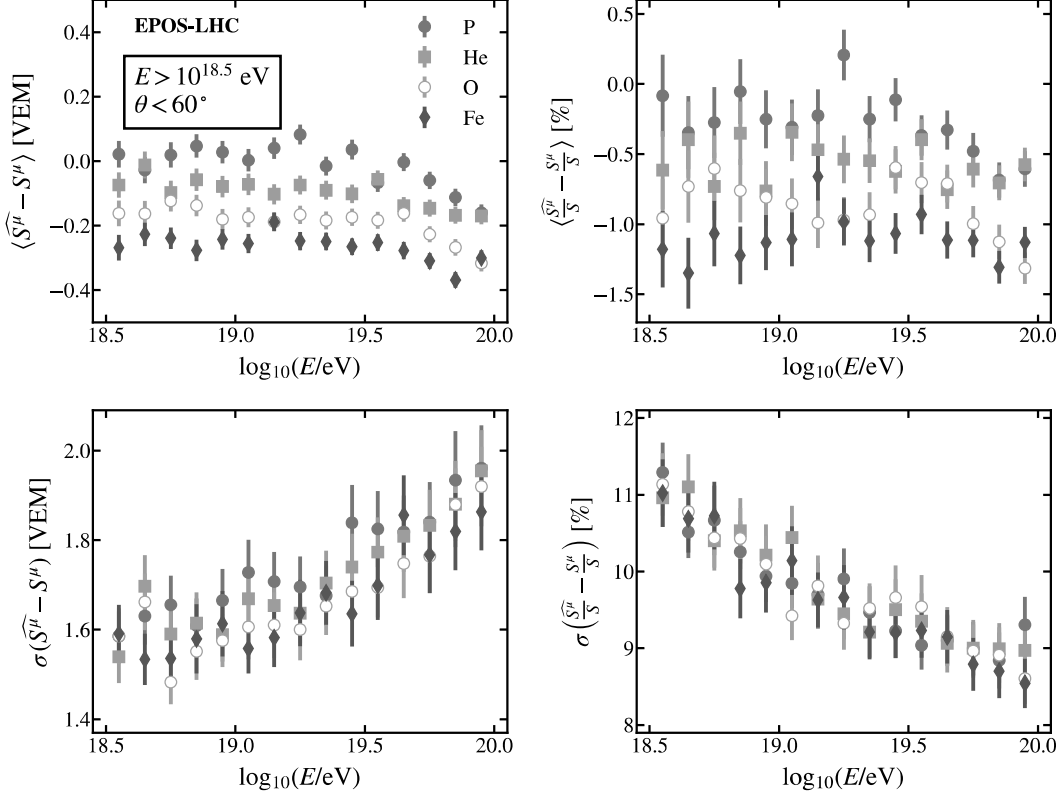 EPOS-LHC
E > 10^18.5 eV
θ < 60°
P
He
O
Fe
⟨Ŝ^μ − S^μ⟩ [VEM]
0.4
0.2
0.0
−0.2
−0.4
18.5 19.0 19.5 20.0
log10(E/eV)
⟨Ŝ^μ/S − S^μ/S⟩ [%]
0.0
−0.5
−1.0
−1.5
18.5 19.0 19.5 20.0
log10(E/eV)
σ(Ŝ^μ − S^μ) [VEM]
2.0
1.8
1.6
1.4
18.5 19.0 19.5 20.0
log10(E/eV)
σ(Ŝ^μ/S − S^μ/S) [%]
12
11
10
9
8
18.5 19.0 19.5 20.0
log10(E/eV)